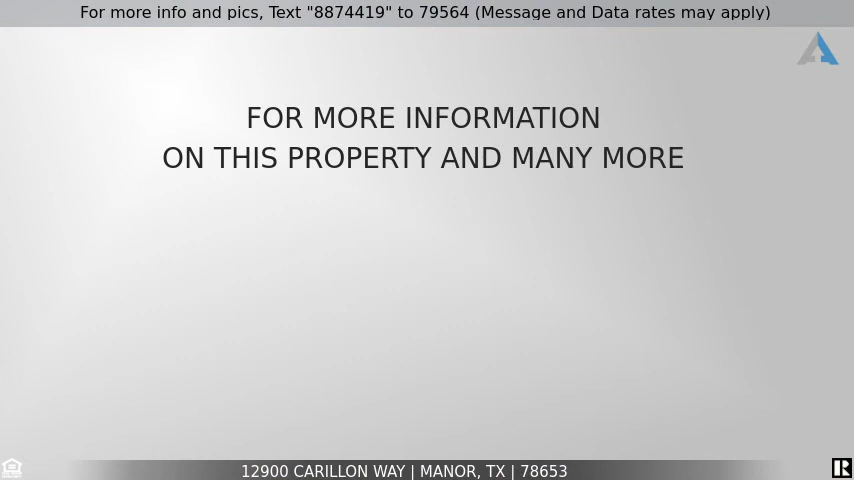 For more info and pics, Text "8874419" to 79564 (Message and Data rates may apply)
FOR MORE INFORMATION
ON THIS PROPERTY AND MANY MORE
12900 CARILLON WAY | MANOR, TX | 78653